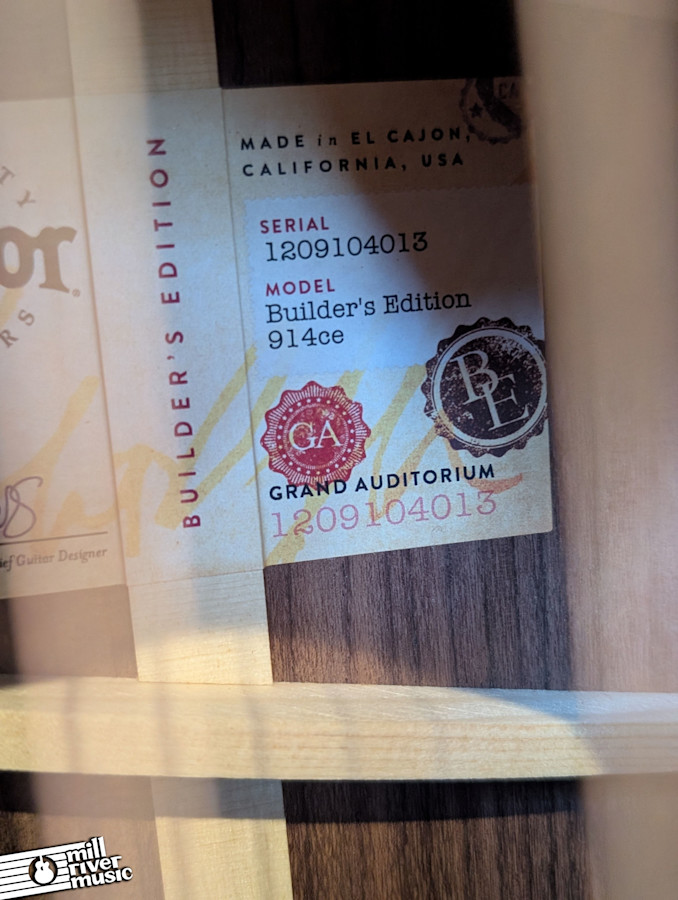 MADE in EL CAJON,
CALIFORNIA, USA
BUILDER'S EDITION
SERIAL
1209104013
MODEL
Builder's Edition
914ce
BE
GA
GRAND AUDITORIUM
1209104013
Guitar Designer
mill
river
music